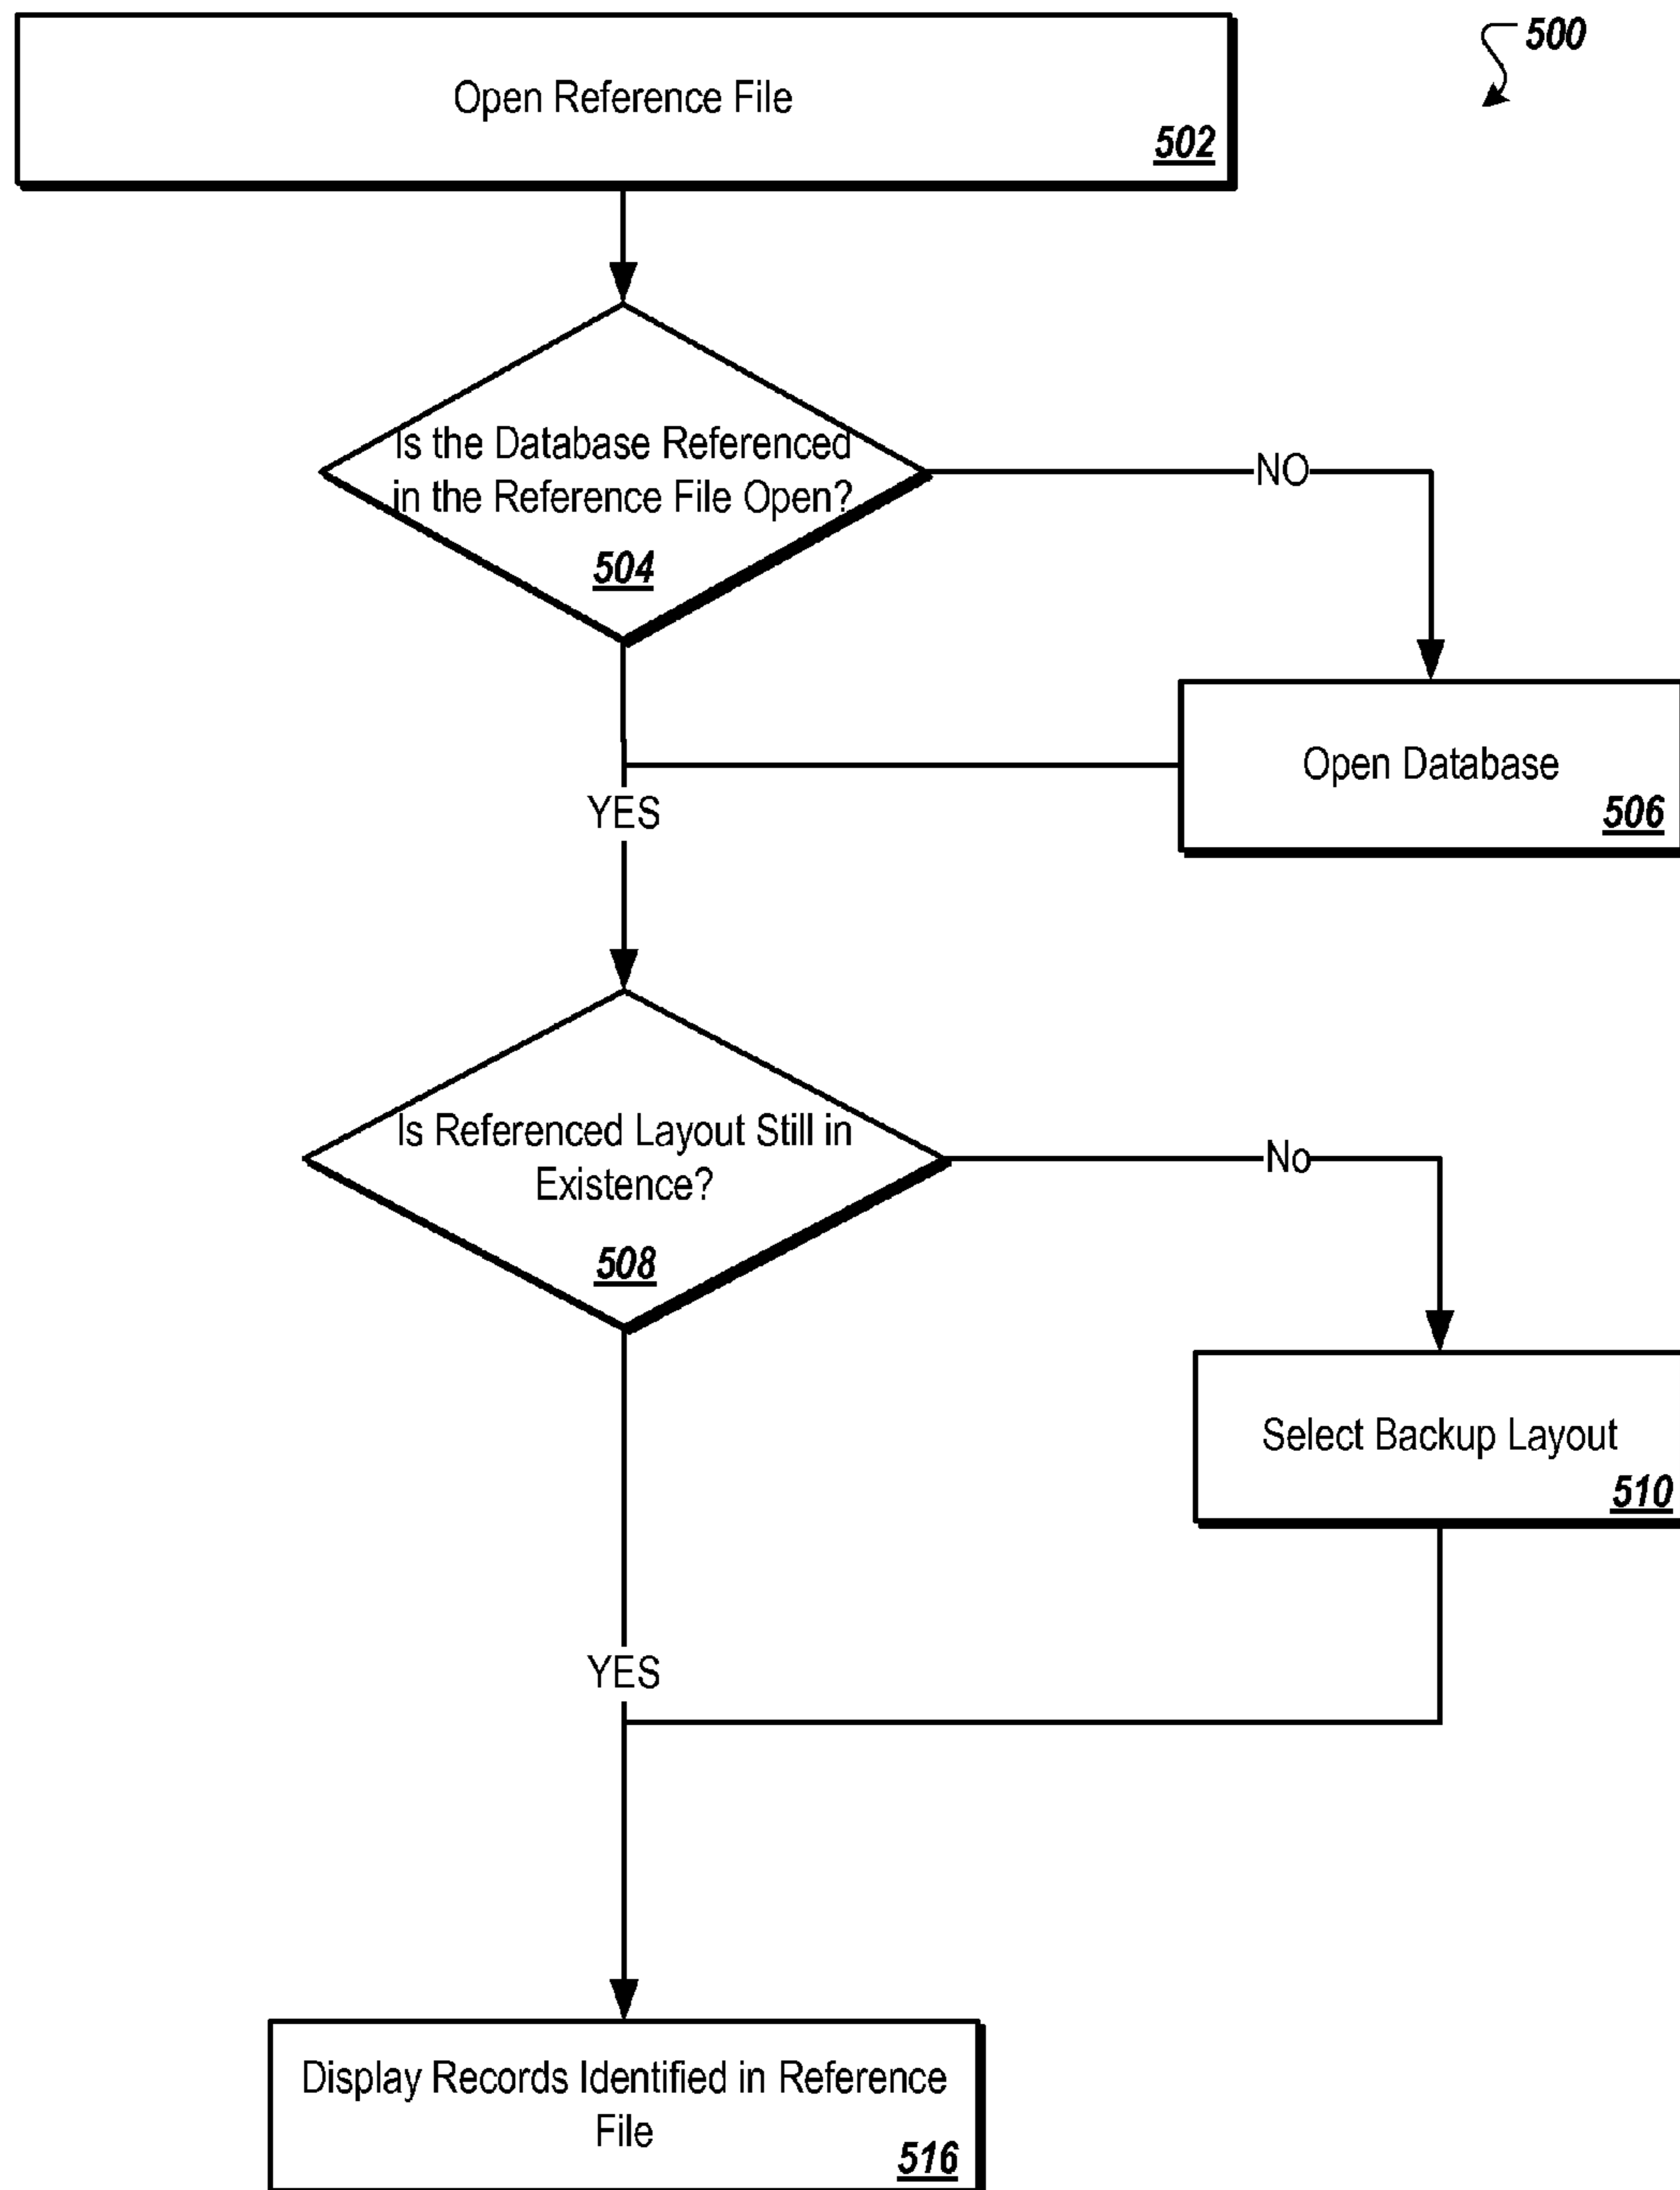 500
Open Reference File
502
Is the Database Referenced
in the Reference File Open?
504
NO
Open Database
506
YES
Is Referenced Layout Still in
Existence?
508
No
Select Backup Layout
510
YES
Display Records Identified in Reference
File
516